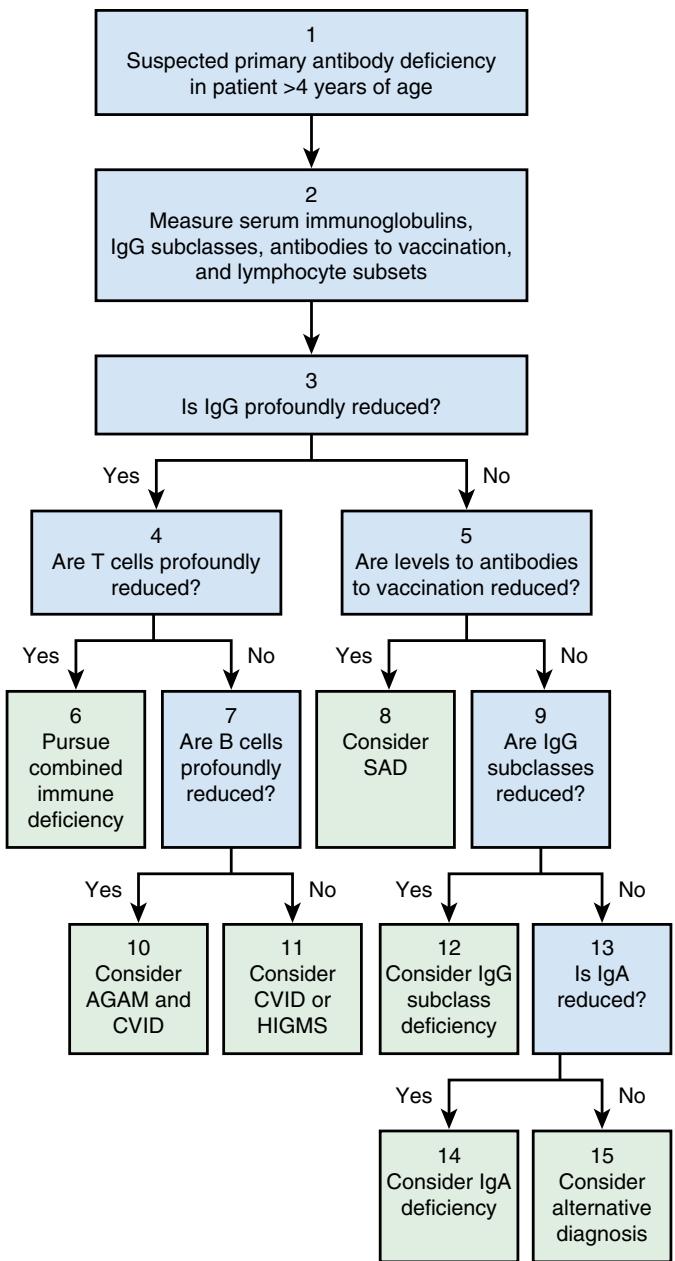 1
Suspected primary antibody deficiency
in patient >4 years of age
2
Measure serum immunoglobulins,
IgG subclasses, antibodies to vaccination,
and lymphocyte subsets
3
Is IgG profoundly reduced?
Yes
No
4
Are T cells profoundly
reduced?
5
Are levels to antibodies
to vaccination reduced?
Yes
No
Yes
No
6
Pursue
combined
immune
deficiency
7
Are B cells
profoundly
reduced?
8
Consider
SAD
9
Are IgG
subclasses
reduced?
Yes
No
Yes
No
10
Consider
AGAM and
CVID
11
Consider
CVID or
HIGMS
12
Consider IgG
subclass
deficiency
13
Is IgA
reduced?
Yes
No
14
Consider IgA
deficiency
15
Consider
alternative
diagnosis